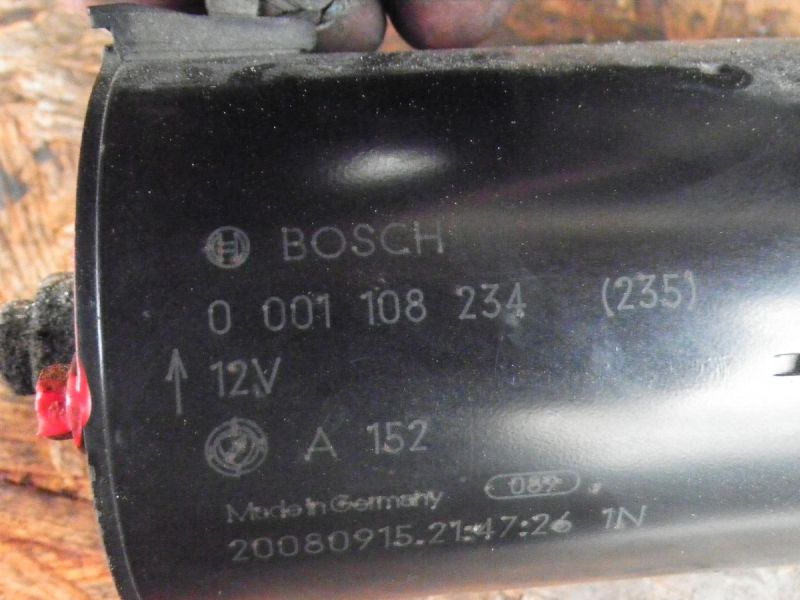 BOSCH
0 001 108 234 (235)
12V
A 152
Made in Germany 089
20080915.21:47:26 1N